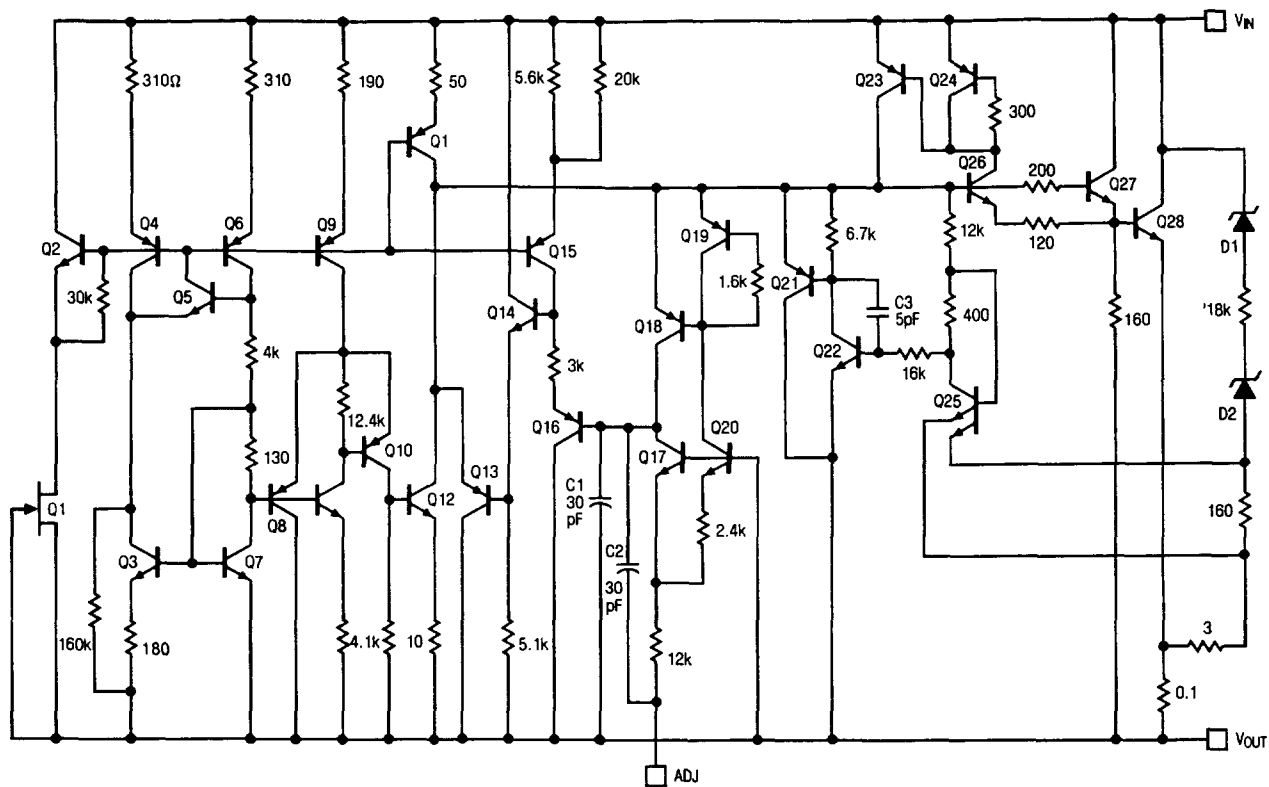 VIN
310Ω
310
190
50
5.6k
20k
Q23
Q24
300
Q1
Q26
200
Q27
Q2
Q4
Q6
Q9
Q15
Q19
6.7k
12k
120
Q28
D1
30k
Q5
Q14
1.6k
Q21
C3
5pF
400
160
'18k
Q18
Q22
16k
4k
3k
D2
12.4k
Q10
Q16
Q17
Q20
Q25
130
Q13
Q1
Q8
Q12
C1
30
pF
2.4k
160
Q3
Q7
C2
30
pF
160k
180
4.1k
10
5.1k
12k
3
0.1
VOUT
ADJ